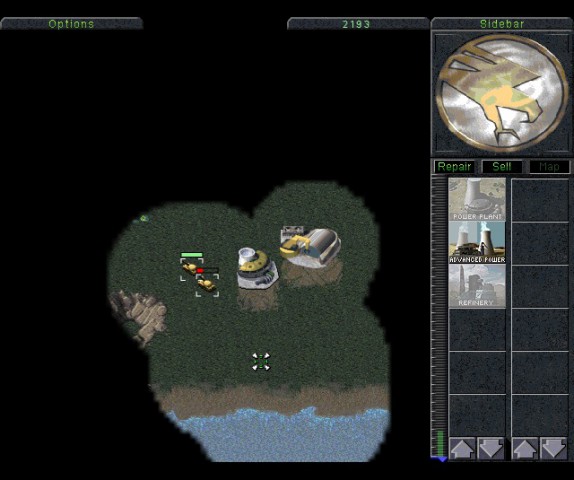 Options
2193
Sidebar
Repair
Sell
Map
POWER PLANT
ADVANCED POWER
REFINERY